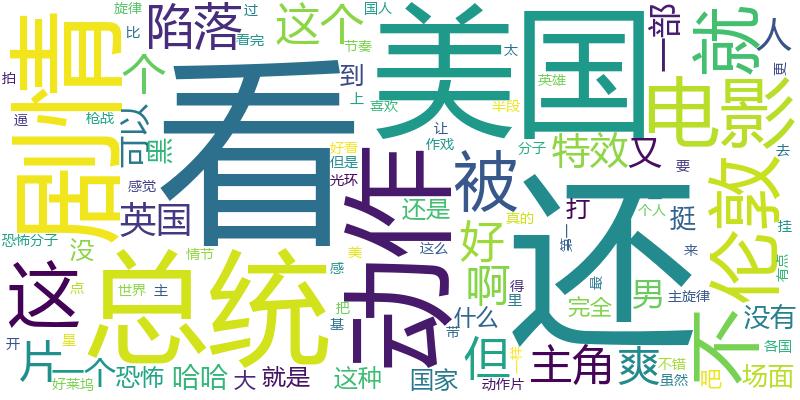 旋律
过
国人
比
看完
节奏
陷落
这个
美国
一部
就
人
拍
太
更
剧情
个
看
到
上
喜欢
半段
英雄
电影
逼
枪战
可以
黑
好看
但是
让
作戏
分子
特效
又
要
去
感觉
英国
光环
动作
被
还
不
伦敦
恐怖分子
没
情节
还是
好
真的
打
第一
挺
个人
来
挂
有点
这
总统
感
美
这么
啊
得
里
是
男
主旋律
点
世界
主
把
基
什么
完全
没有
各国
开
片
一个
星
好莱坞
恐怖
哈哈
大
就是
这种
国家
带
但
动作片
主角
爽
不错
虽然
吧
场面